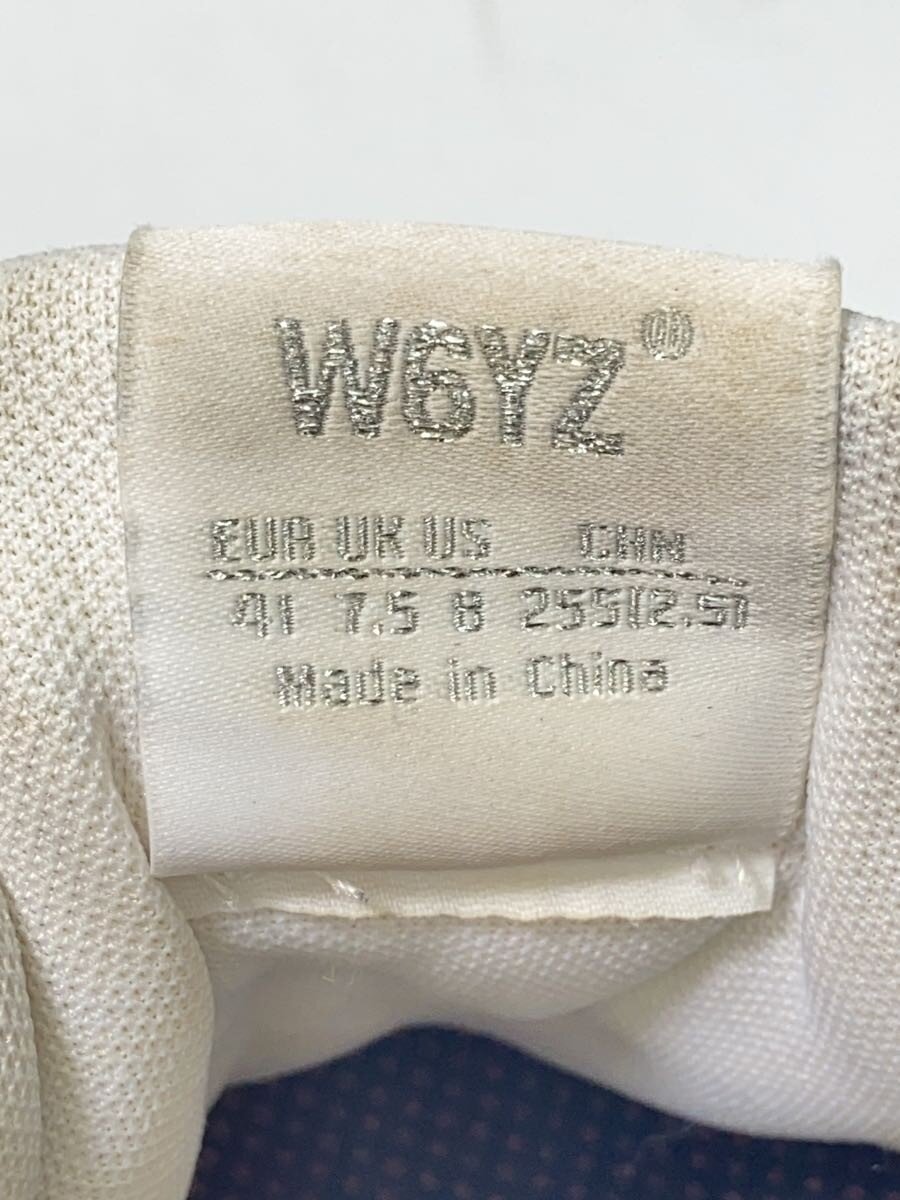 W6YZ®
EUR UK US CHN
41 7.5 8 255(2.5)
Made in China